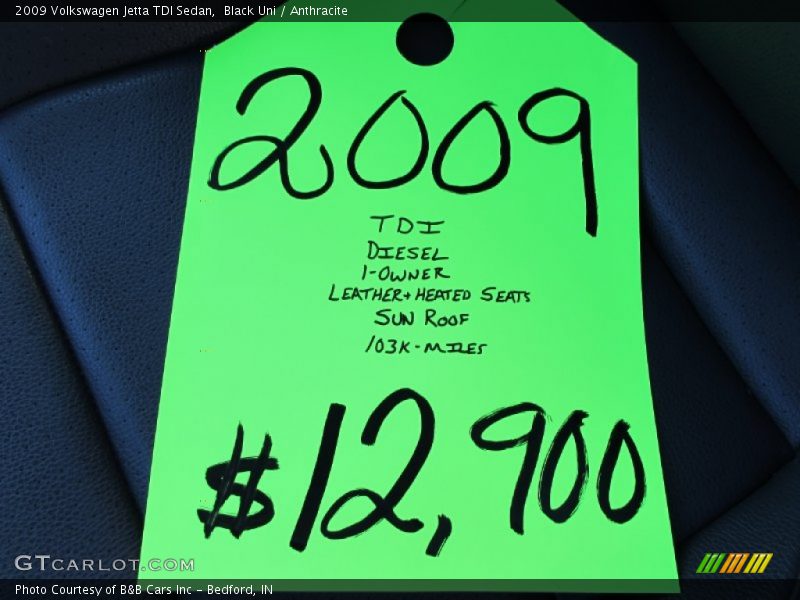 2009 Volkswagen Jetta TDI Sedan,  Black Uni / Anthracite
2009
TDI
DIESEL
1-OWNER
LEATHER + HEATED SEATS
SUN ROOF
103K-MILES
$12,900
GTCARLOT.COM
Photo Courtesy of B&B Cars Inc - Bedford, IN